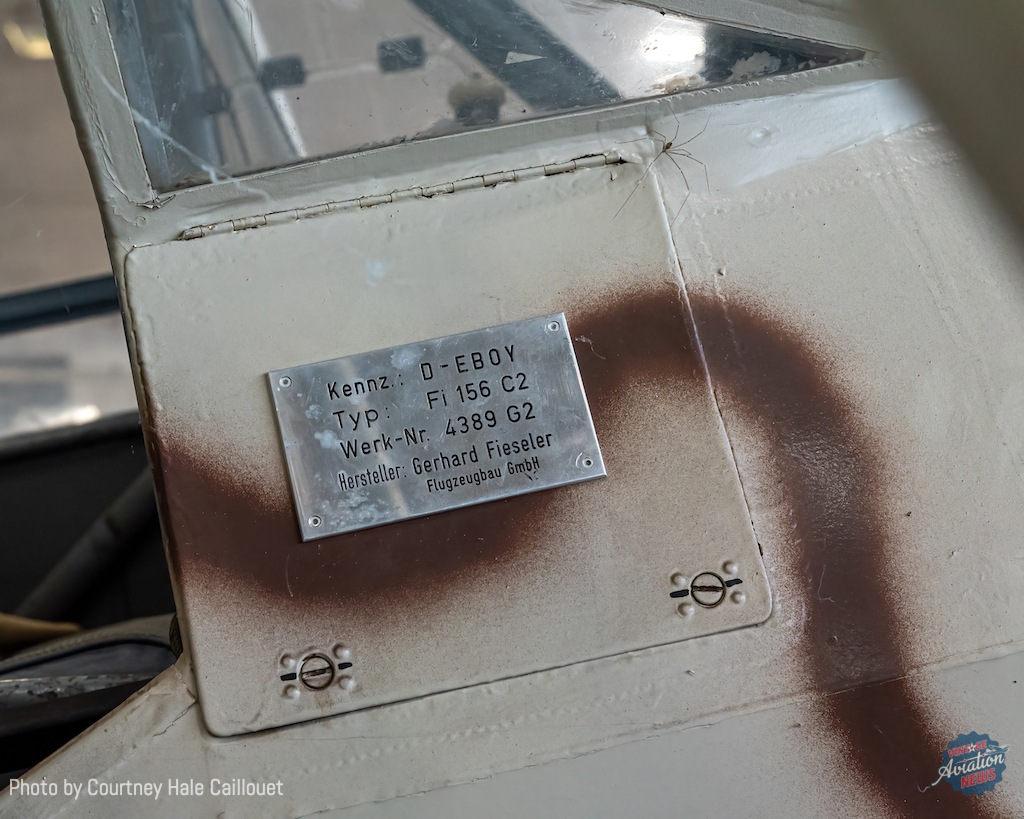 Kennz.: D-EBOY
Typ: Fi 156 C2
Werk-Nr. 4389 G2
Hersteller: Gerhard Fieseler
Flugzeugbau GmbH
Photo by Courtney Hale Caillouet
VINTAGE
Aviation
NEWS